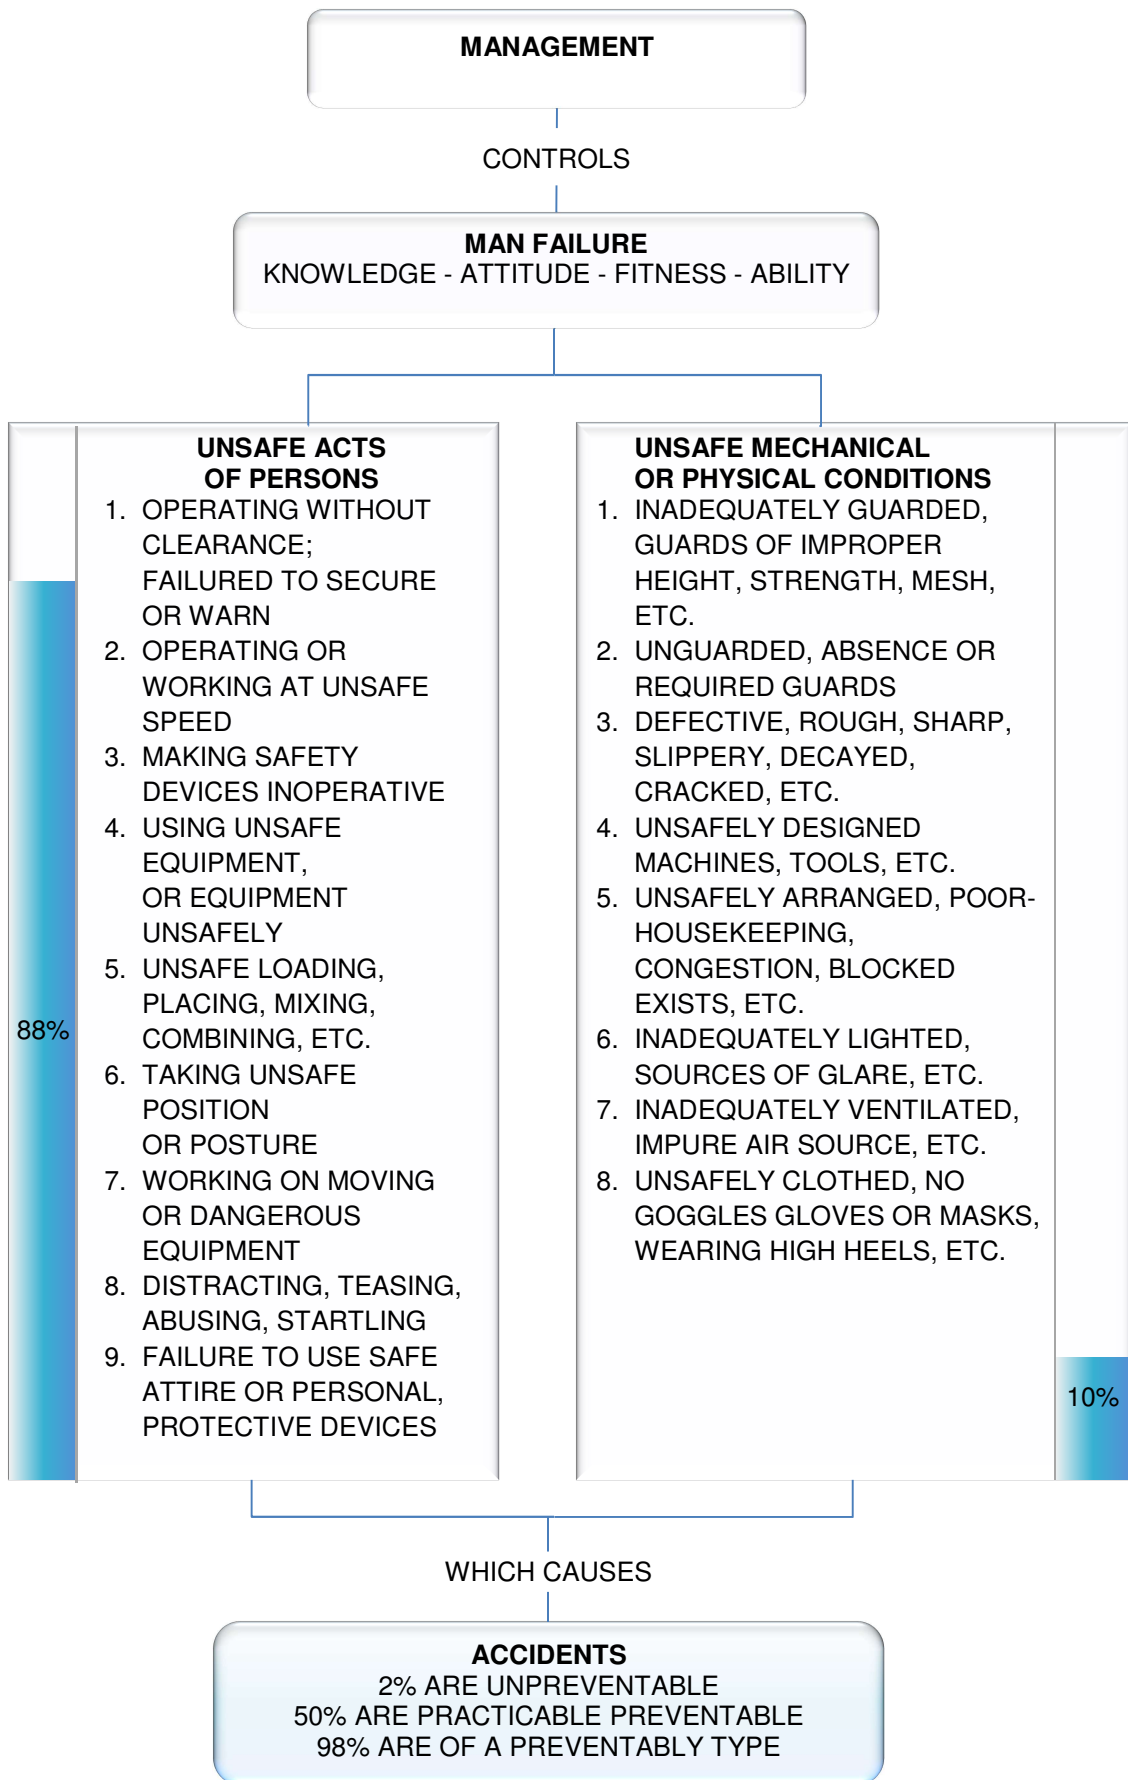 MANAGEMENT
CONTROLS
MAN FAILURE
KNOWLEDGE - ATTITUDE - FITNESS - ABILITY
UNSAFE ACTS
OF PERSONS
1. OPERATING WITHOUT
CLEARANCE;
FAILURED TO SECURE
OR WARN
2. OPERATING OR
WORKING AT UNSAFE
SPEED
3. MAKING SAFETY
DEVICES INOPERATIVE
4. USING UNSAFE
EQUIPMENT,
OR EQUIPMENT
UNSAFELY
5. UNSAFE LOADING,
PLACING, MIXING,
COMBINING, ETC.
6. TAKING UNSAFE
POSITION
OR POSTURE
7. WORKING ON MOVING
OR DANGEROUS
EQUIPMENT
8. DISTRACTING, TEASING,
ABUSING, STARTLING
9. FAILURE TO USE SAFE
ATTIRE OR PERSONAL,
PROTECTIVE DEVICES
88%
UNSAFE MECHANICAL
OR PHYSICAL CONDITIONS
1. INADEQUATELY GUARDED,
GUARDS OF IMPROPER
HEIGHT, STRENGTH, MESH,
ETC.
2. UNGUARDED, ABSENCE OR
REQUIRED GUARDS
3. DEFECTIVE, ROUGH, SHARP,
SLIPPERY, DECAYED,
CRACKED, ETC.
4. UNSAFELY DESIGNED
MACHINES, TOOLS, ETC.
5. UNSAFELY ARRANGED, POOR-
HOUSEKEEPING,
CONGESTION, BLOCKED
EXISTS, ETC.
6. INADEQUATELY LIGHTED,
SOURCES OF GLARE, ETC.
7. INADEQUATELY VENTILATED,
IMPURE AIR SOURCE, ETC.
8. UNSAFELY CLOTHED, NO
GOGGLES GLOVES OR MASKS,
WEARING HIGH HEELS, ETC.
10%
WHICH CAUSES
ACCIDENTS
2% ARE UNPREVENTABLE
50% ARE PRACTICABLE PREVENTABLE
98% ARE OF A PREVENTABLY TYPE